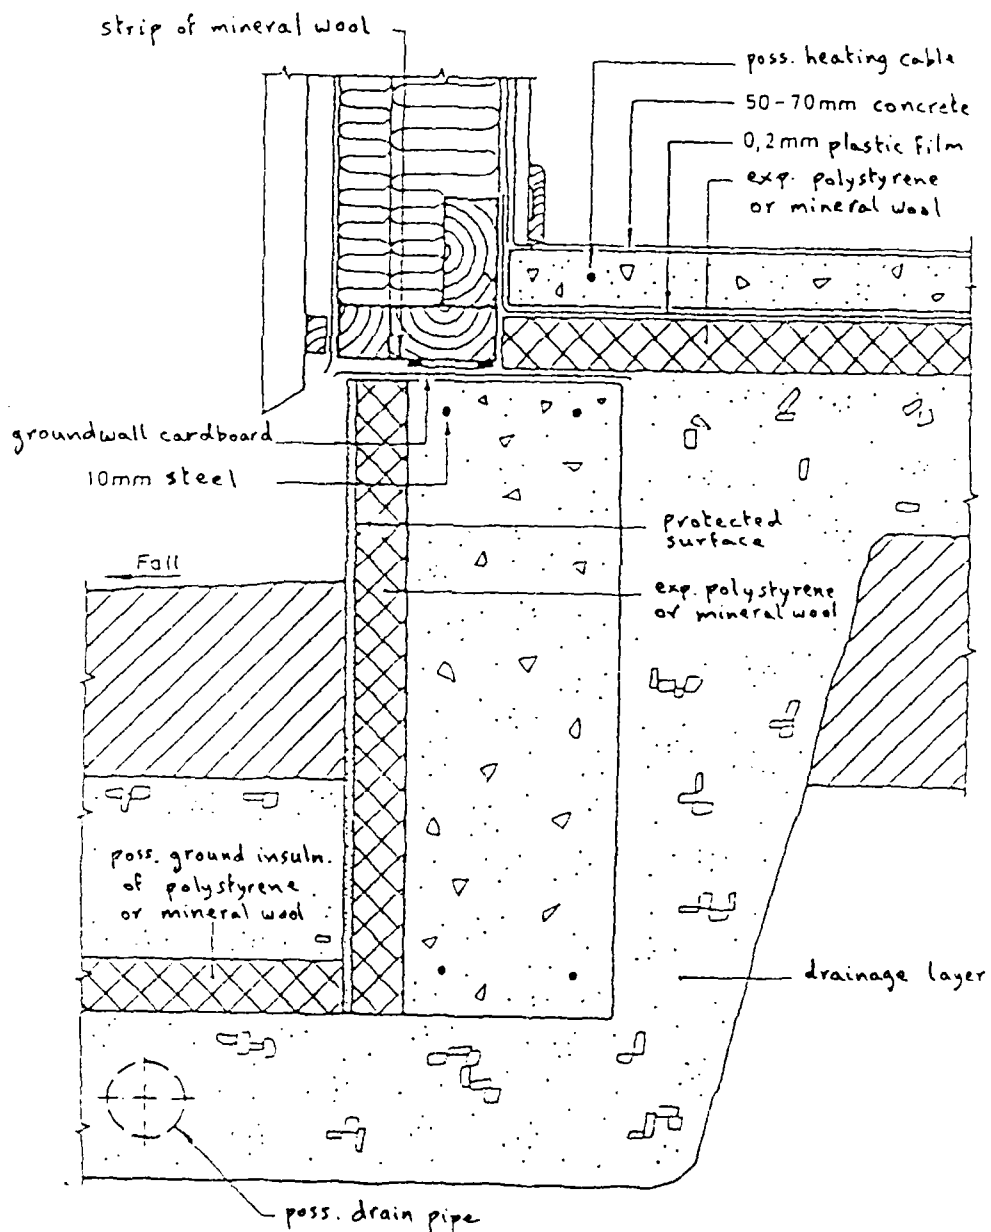 strip of mineral wool
poss. heating cable
50-70mm concrete
0,2mm plastic film
exp. polystyrene
or mineral wool
groundwall cardboard
10mm steel
protected
surface
Fall
exp. polystyrene
or mineral wool
poss. ground insuln.
of polystyrene
or mineral wool
drainage layer
poss. drain pipe